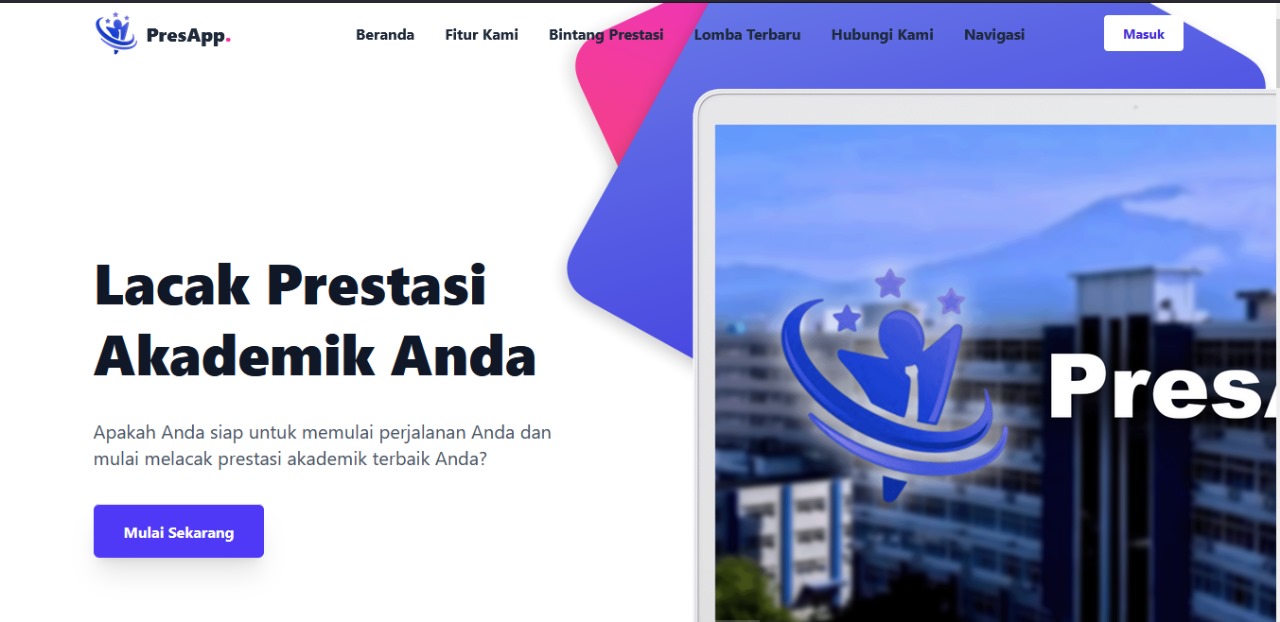 PresApp.
Beranda Fitur Kami Bintang Prestasi Lomba Terbaru Hubungi Kami Navigasi Masuk
Lacak Prestasi
Akademik Anda
Apakah Anda siap untuk memulai perjalanan Anda dan
mulai melacak prestasi akademik terbaik Anda?
Mulai Sekarang
Pres